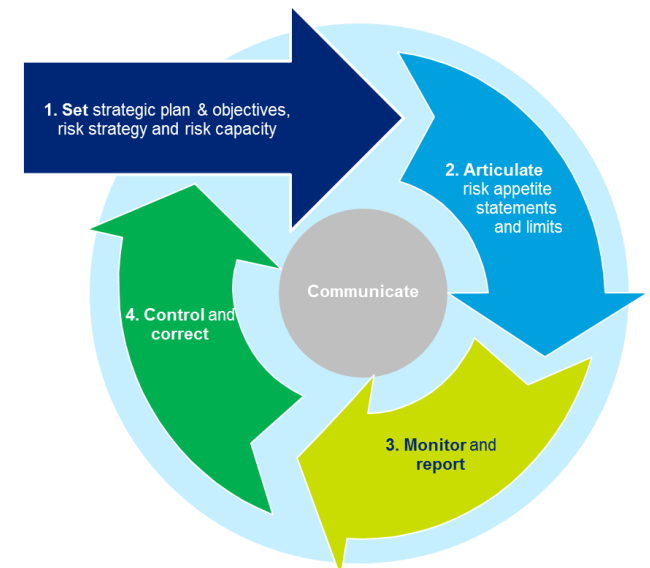 1. Set strategic plan & objectives,
risk strategy and risk capacity
2. Articulate
risk appetite
statements
and limits
Communicate
3. Monitor and
report
4. Control and
correct